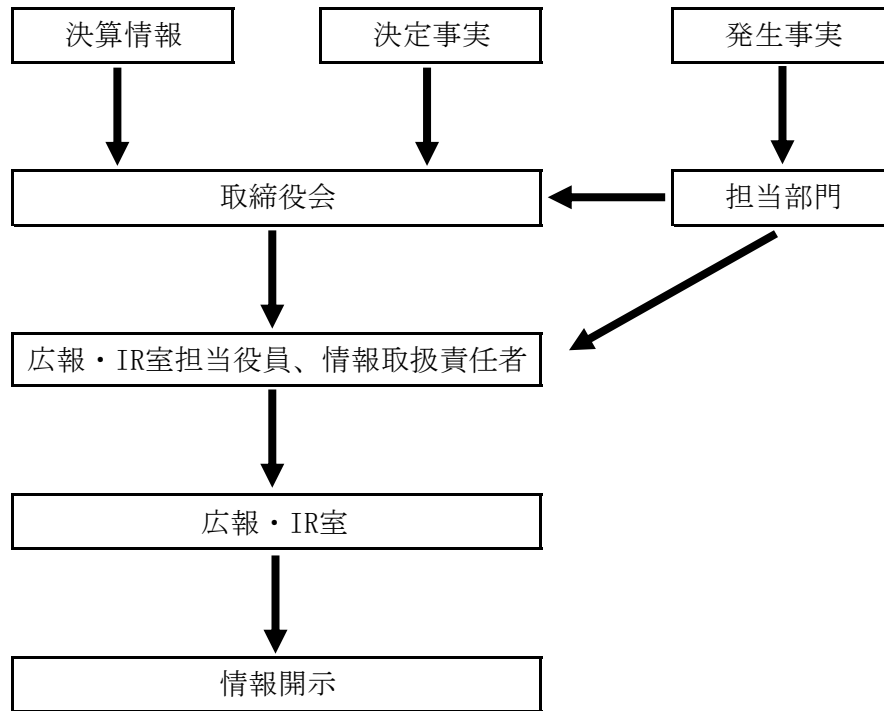 決算情報
決定事実
発生事実
取締役会
担当部門
広報・IR室担当役員、情報取扱責任者
広報・IR室
情報開示